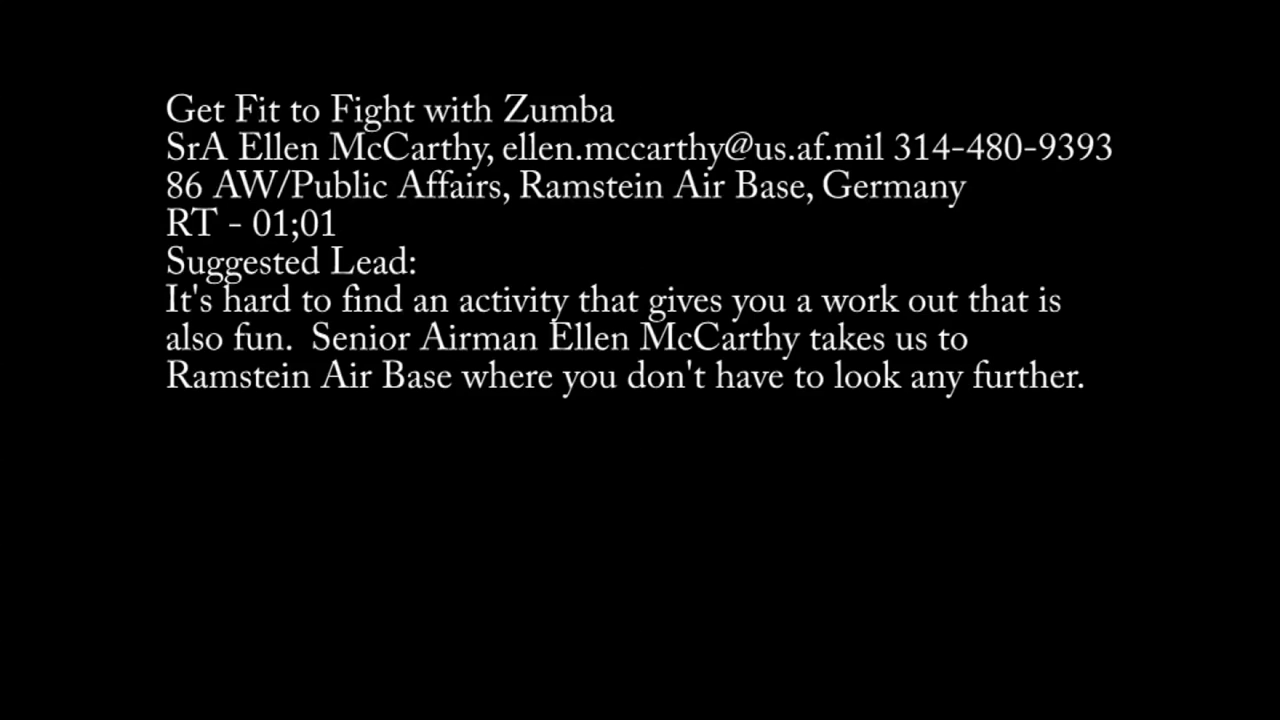 Get Fit to Fight with Zumba
SrA Ellen McCarthy, ellen.mccarthy@us.af.mil 314-480-9393
86 AW/Public Affairs, Ramstein Air Base, Germany
RT - 01;01
Suggested Lead:
It's hard to find an activity that gives you a work out that is
also fun.  Senior Airman Ellen McCarthy takes us to
Ramstein Air Base where you don't have to look any further.